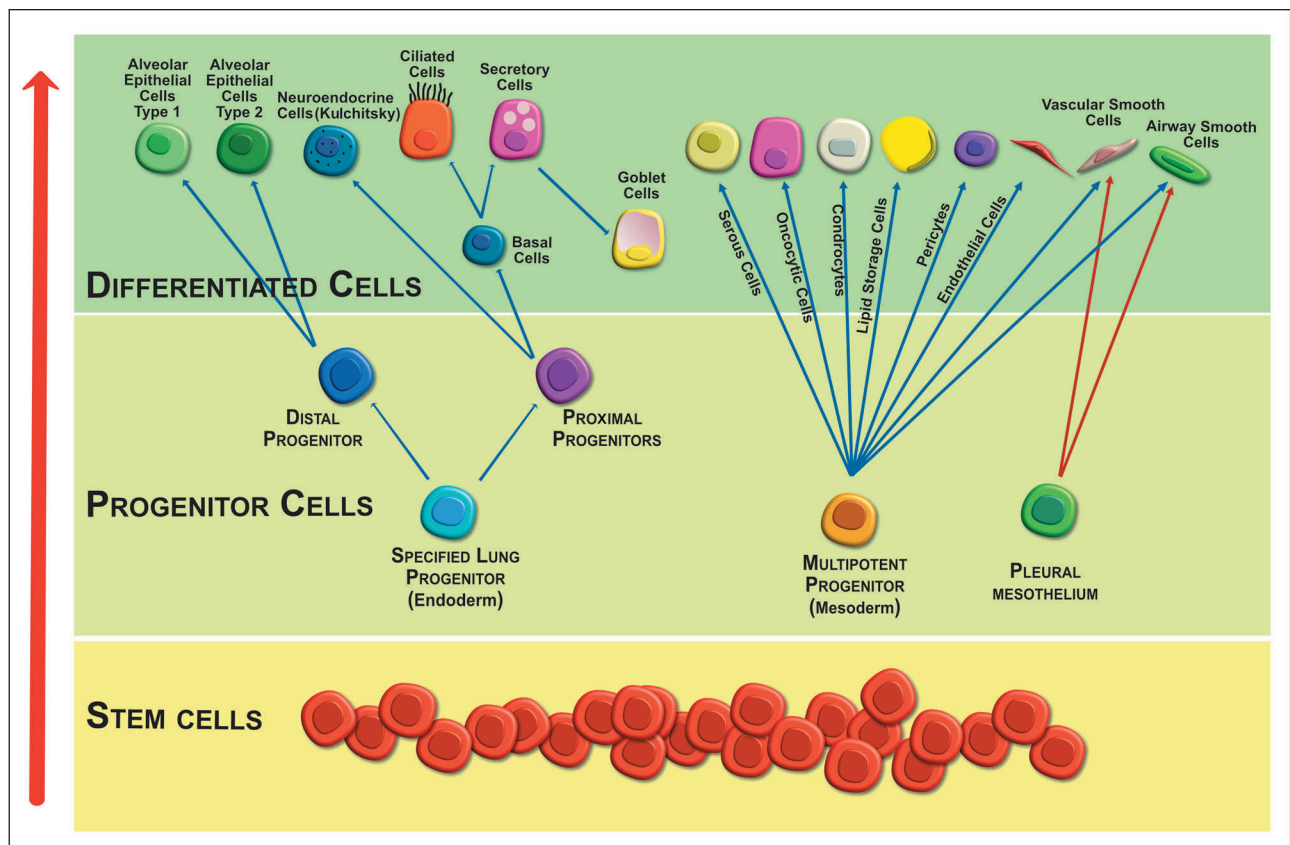 Alveolar
Epithelial
Cells
Type 1
Alveolar
Epithelial
Cells
Type 2
Neuroendocrine
Cells(Kulchitsky)
Ciliated
Cells
Secretory
Cells
Goblet
Cells
Basal
Cells
Vascular Smooth
Cells
Airway Smooth
Cells
Serous Cells
Oncocytic Cells
Condrocytes
Lipid Storage Cells
Pericytes
Endothelial Cells
DIFFERENTIATED CELLS
DISTAL
PROGENITOR
PROXIMAL
PROGENITORS
PROGENITOR CELLS
SPECIFIED LUNG
PROGENITOR
(Endoderm)
MULTIPOTENT
PROGENITOR
(Mesoderm)
PLEURAL
MESOTHELIUM
STEM CELLS